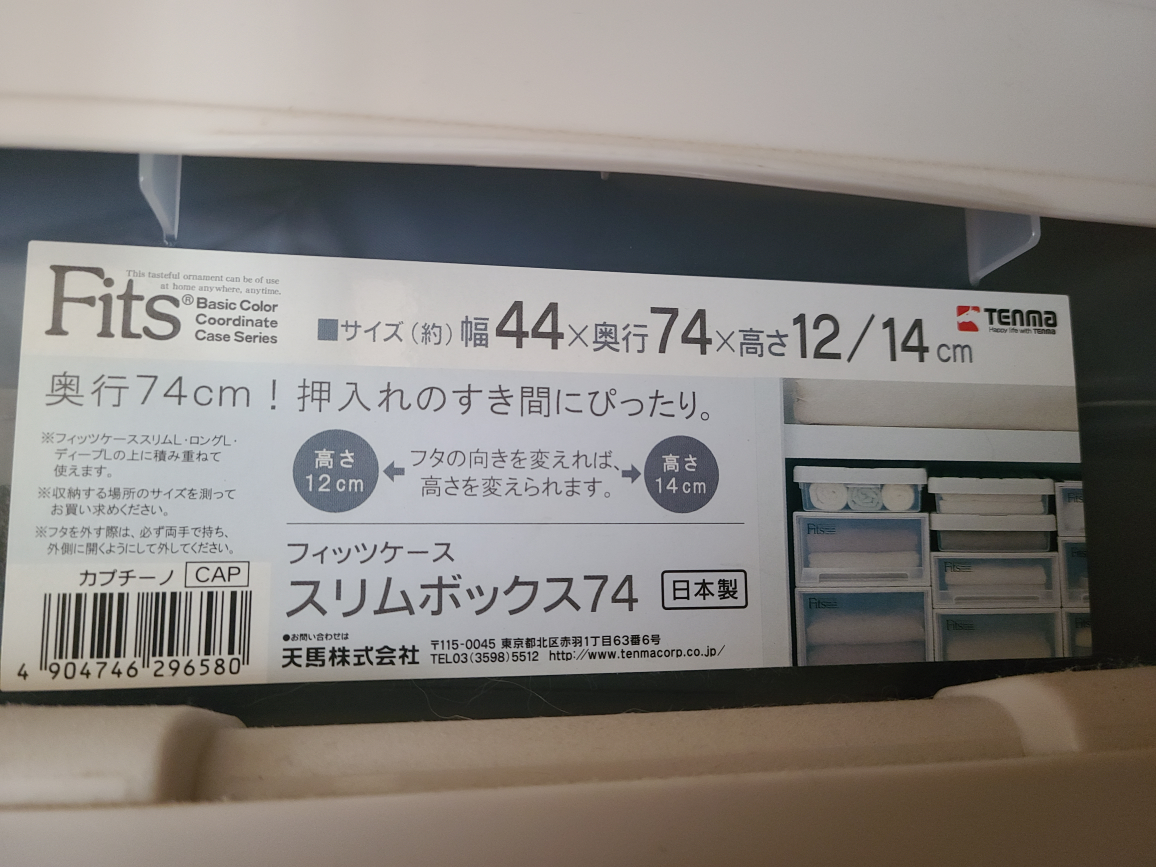 Fits®
This tasteful ornament can be of use
at home anywhere, anytime.
Basic Color
Coordinate
Case Series
■サイズ(約)幅44×奥行74×高さ12/14cm
TENMA
Happy life with TENMA
奥行74cm!押入れのすき間にぴったり。
※フィッツケーススリムL・ロングL・
ディープLの上に積み重ねて
使えます。
※収納する場所のサイズを測って
お買い求めください。
※フタを外す際は、必ず両手で持ち、
外側に開くようにして外してください。
高さ
12cm
フタの向きを変えれば、
高さを変えられます。
高さ
14cm
カプチーノ CAP
4 904746 296580
フィッツケース
スリムボックス74
日本製
●お問い合わせは
天馬株式会社
〒115-0045 東京都北区赤羽1丁目63番6号
TEL03(3598)5512 http://www.tenmacorp.co.jp/
Fits
Fits
Fits
Fits